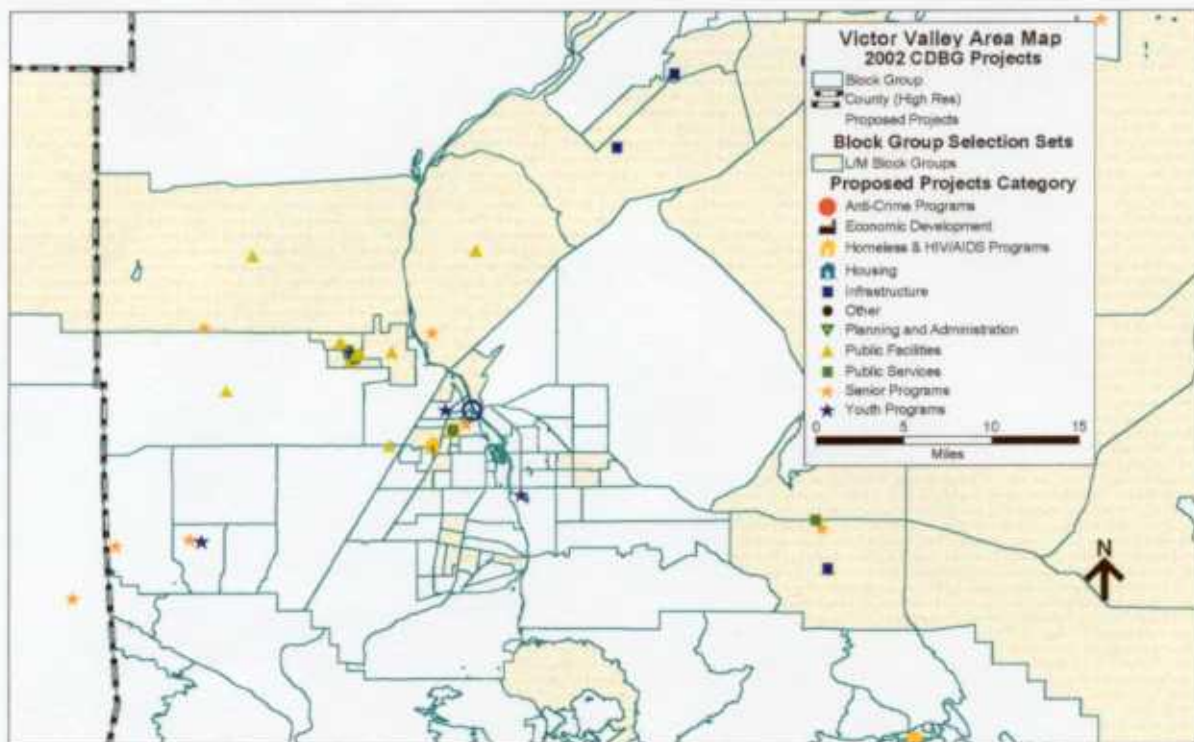 Victor Valley Area Map
2002 CDBG Projects
Block Group
County (High Res)
Proposed Projects
Block Group Selection Sets
L/M Block Groups
Proposed Projects Category
Anti-Crime Programs
Economic Development
Homeless & HIV/AIDS Programs
Housing
Infrastructure
Other
Planning and Administration
Public Facilities
Public Services
Senior Programs
Youth Programs
0 5 10 15
Miles
N